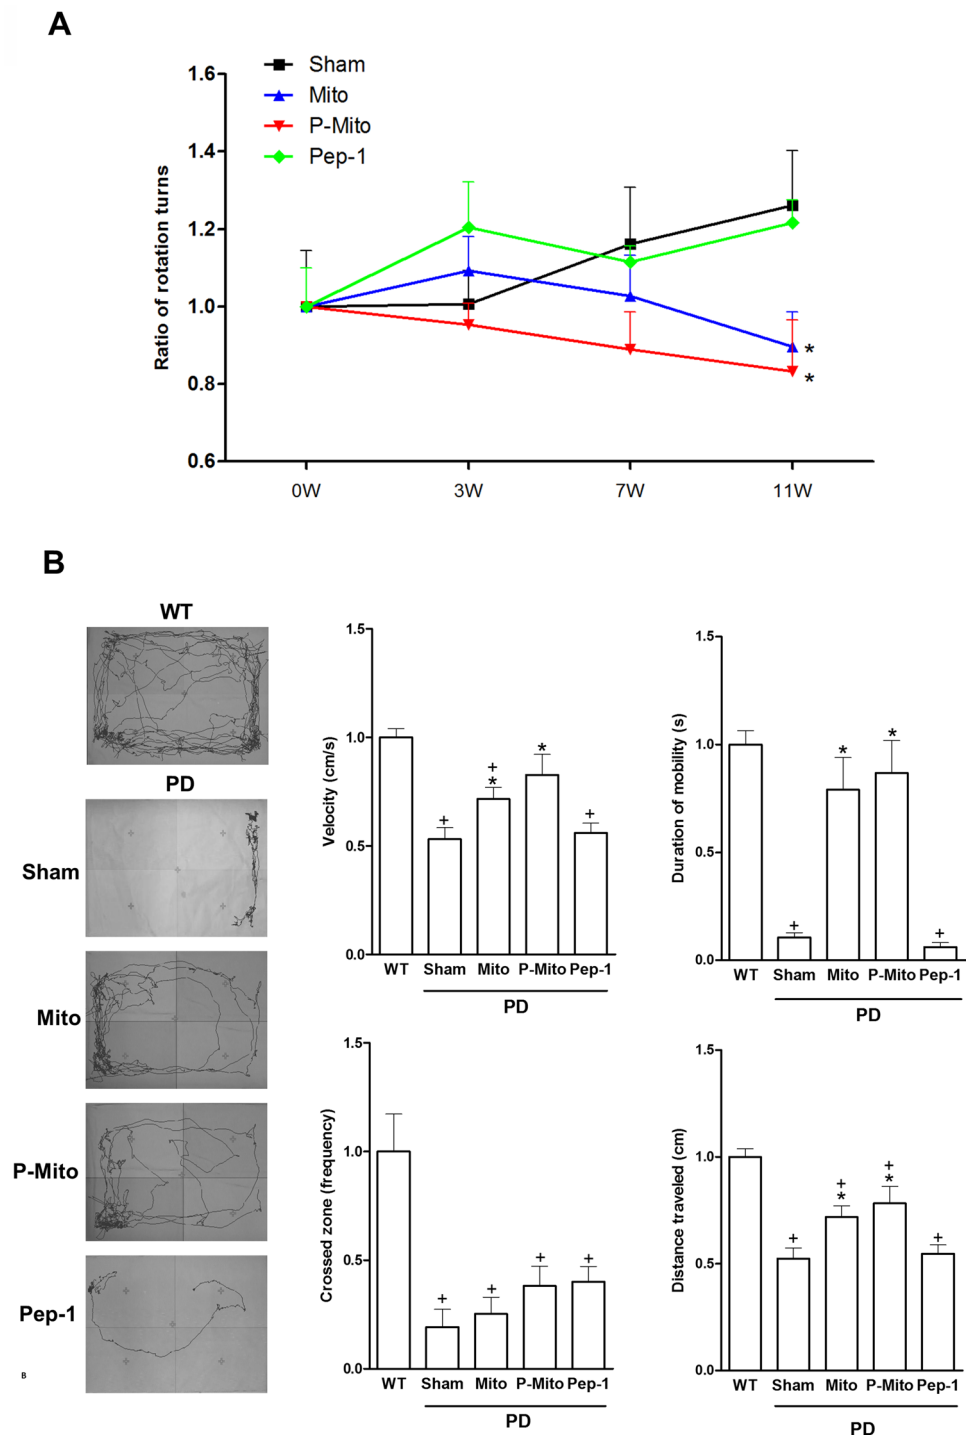 A
Sham
Mito
P-Mito
Pep-1
Ratio of rotation turns
1.6
1.4
1.2
1.0
0.8
0.6
*
*
0W 3W 7W 11W
B
WT
PD
Sham
Mito
P-Mito
Pep-1
B
Velocity (cm/s)
1.5
1.0
0.5
0.0
+
+
*
*
+
WT Sham Mito P-Mito Pep-1
PD
Duration of mobility (s)
1.5
1.0
0.5
0.0
+
*
*
+
WT Sham Mito P-Mito Pep-1
PD
Crossed zone (frequency)
1.5
1.0
0.5
0.0
+
+
+
+
WT Sham Mito P-Mito Pep-1
PD
Distance traveled (cm)
1.5
1.0
0.5
0.0
+
+
*
+
*
+
WT Sham Mito P-Mito Pep-1
PD